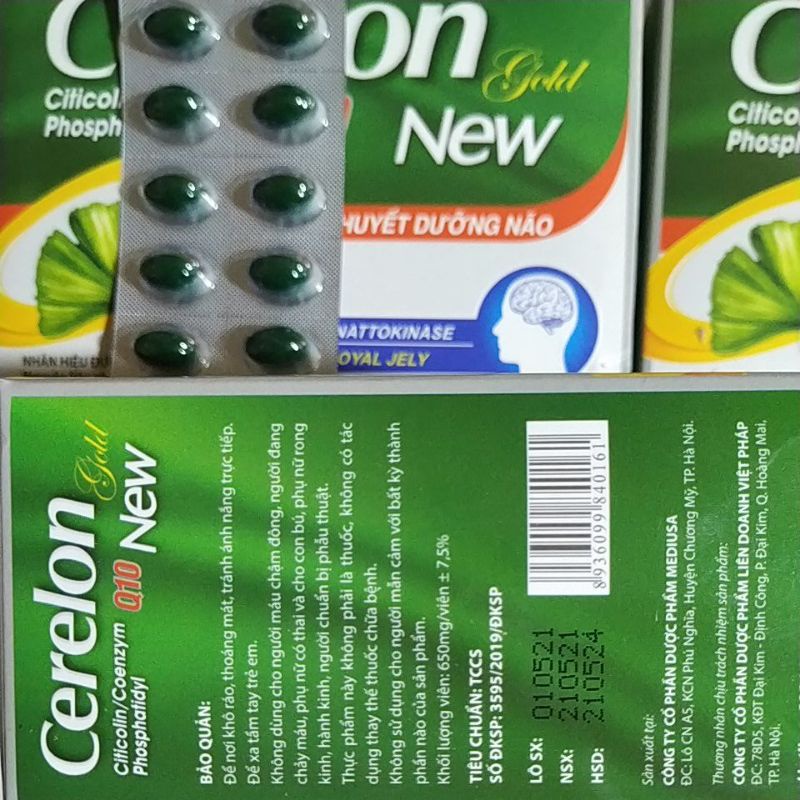 Citicoli
Phosph
on
Gold
New
HUYẾT DƯỠNG NÃO
NATTOKINASE
OYAL JELY
NHÃN HIỆU
Citico
Phosp
Cerelon
Gold
Citicolin/Coenzym Q10 New
Phosphatidyl
BẢO QUẢN:
Để nơi khô ráo, thoáng mát, tránh ánh nắng trực tiếp.
Để xa tầm tay trẻ em.
Không dùng cho người máu chậm đông, người đang
chảy máu, phụ nữ có thai và cho con bú, phụ nữ rong
kinh, hành kinh, người chuẩn bị phẫu thuật.
Thực phẩm này không phải là thuốc, không có tác
dụng thay thế thuốc chữa bệnh.
Không sử dụng cho người mẫn cảm với bất kỳ thành
phần nào của sản phẩm.
Khối lượng viên: 650mg/viên ± 7,5%
TIÊU CHUẨN: TCCS
SỐ ĐKSP: 3595/2019/ĐKSP
LÔ SX: 010521
NSX: 210521
HSD: 210524
8936099840161
Sản xuất tại:
CÔNG TY CỔ PHẦN DƯỢC PHẨM MEDIUSA
ĐC: Lô CN A5, KCN Phú Nghĩa, Huyện Chương Mỹ, TP. Hà Nội.
Thương nhân chịu trách nhiệm sản phẩm:
CÔNG TY CỔ PHẦN DƯỢC PHẨM LIÊN DOANH VIỆT PHÁP
ĐC: 78D5, KĐT Đại Kim - Định Công, P. Đại Kim, Q. Hoàng Mai,
TP. Hà Nội.